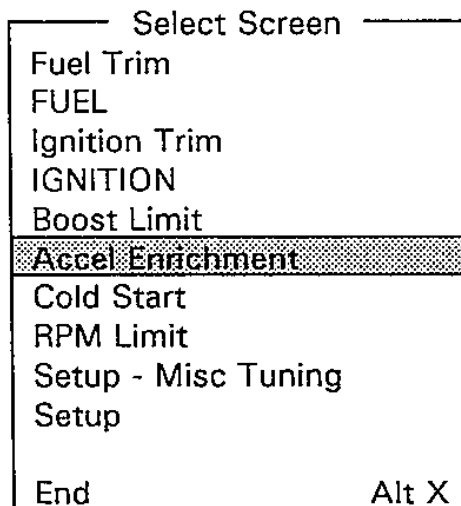 Select Screen
Fuel Trim
FUEL
Ignition Trim
IGNITION
Boost Limit
Accel Enrichment
Cold Start
RPM Limit
Setup - Misc Tuning
Setup
End Alt X